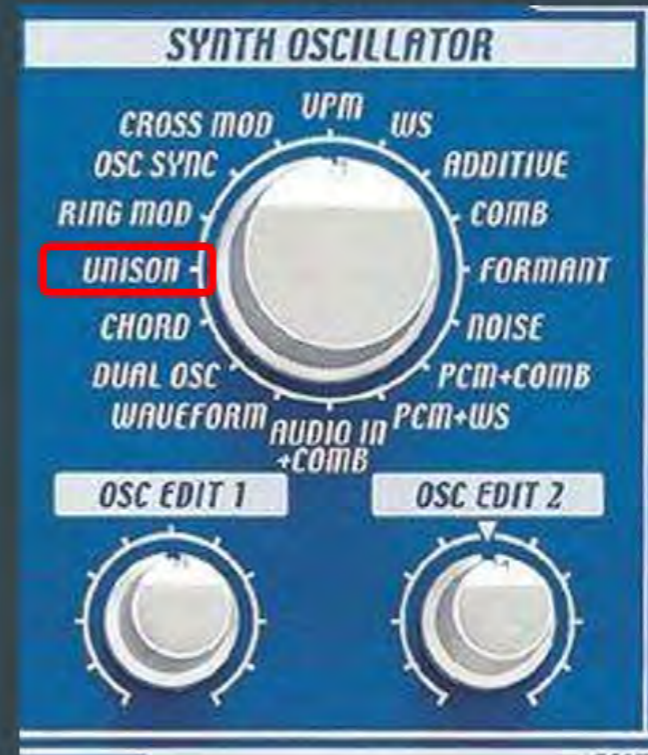 SYNTH OSCILLATOR
VPM
CROSS MOD
WS
OSC SYNC
ADDITIVE
RING MOD
COMB
UNISON
FORMANT
CHORD
NOISE
DUAL OSC
PCM+COMB
WAVEFORM
PCM+WS
AUDIO IN
+COMB
OSC EDIT 1
OSC EDIT 2